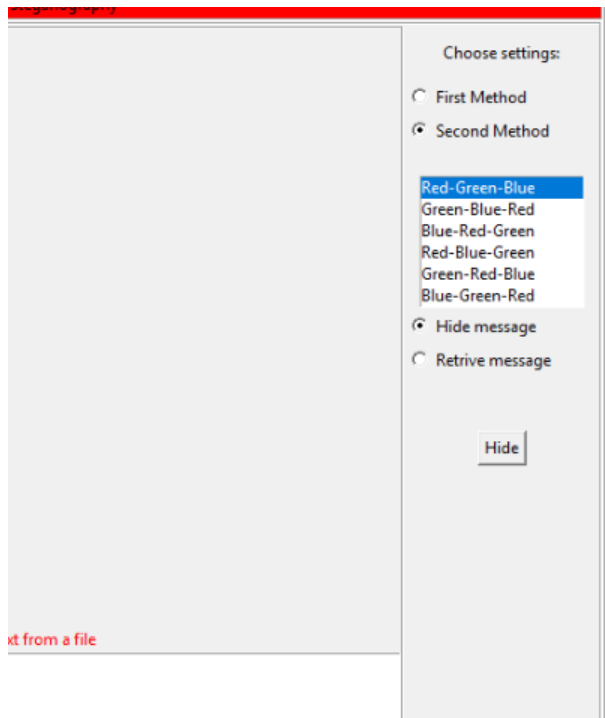 Steganography
Choose settings:
First Method
Second Method
Red-Green-Blue
Green-Blue-Red
Blue-Red-Green
Red-Blue-Green
Green-Red-Blue
Blue-Green-Red
Hide message
Retrive message
Hide
xt from a file